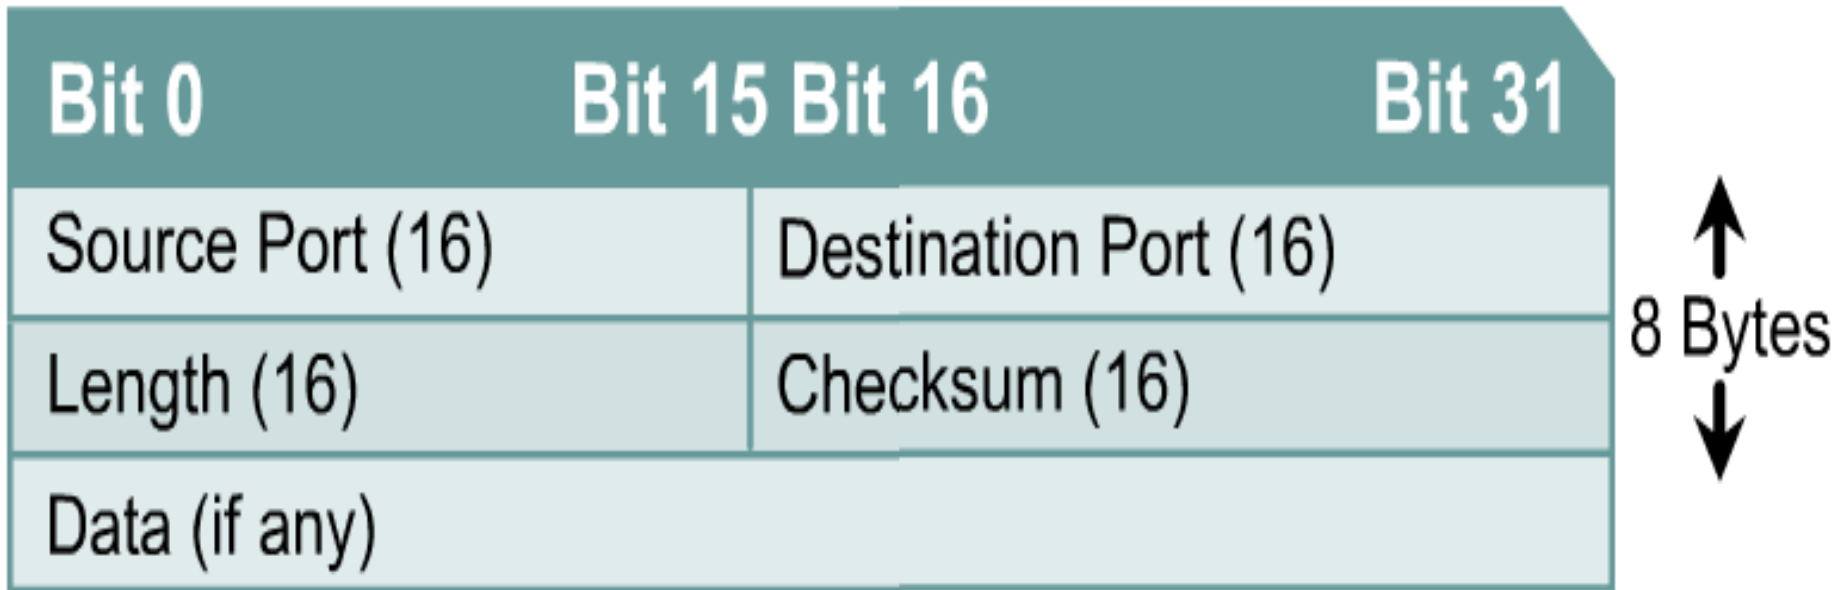 Bit 0 Bit 15 Bit 16 Bit 31
Source Port (16) Destination Port (16)
8 Bytes
Length (16) Checksum (16)
Data (if any)